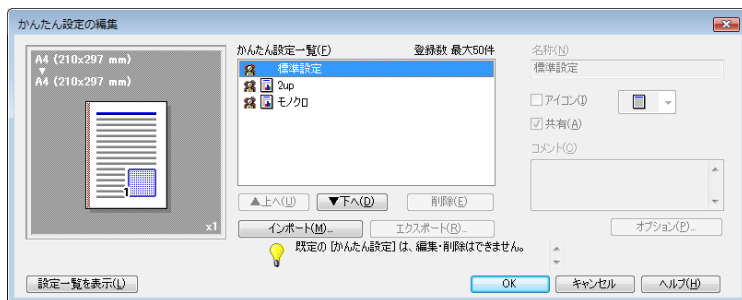 かんたん設定の編集
A4 (210x297 mm)
A4 (210x297 mm)
1
x1
かんたん設定一覧(F) 登録数 最大50件
標準設定
2up
モノクロ
▲上へ(U) ▼下へ(D) 削除(E)
インポート(M)... エクスポート(R)...
名称(N)
標準設定
アイコン(I)
共有(A)
コメント(C)
オプション(P)...
既定の [かんたん設定] は、編集・削除はできません。
設定一覧を表示(L) OK キャンセル ヘルプ(H)